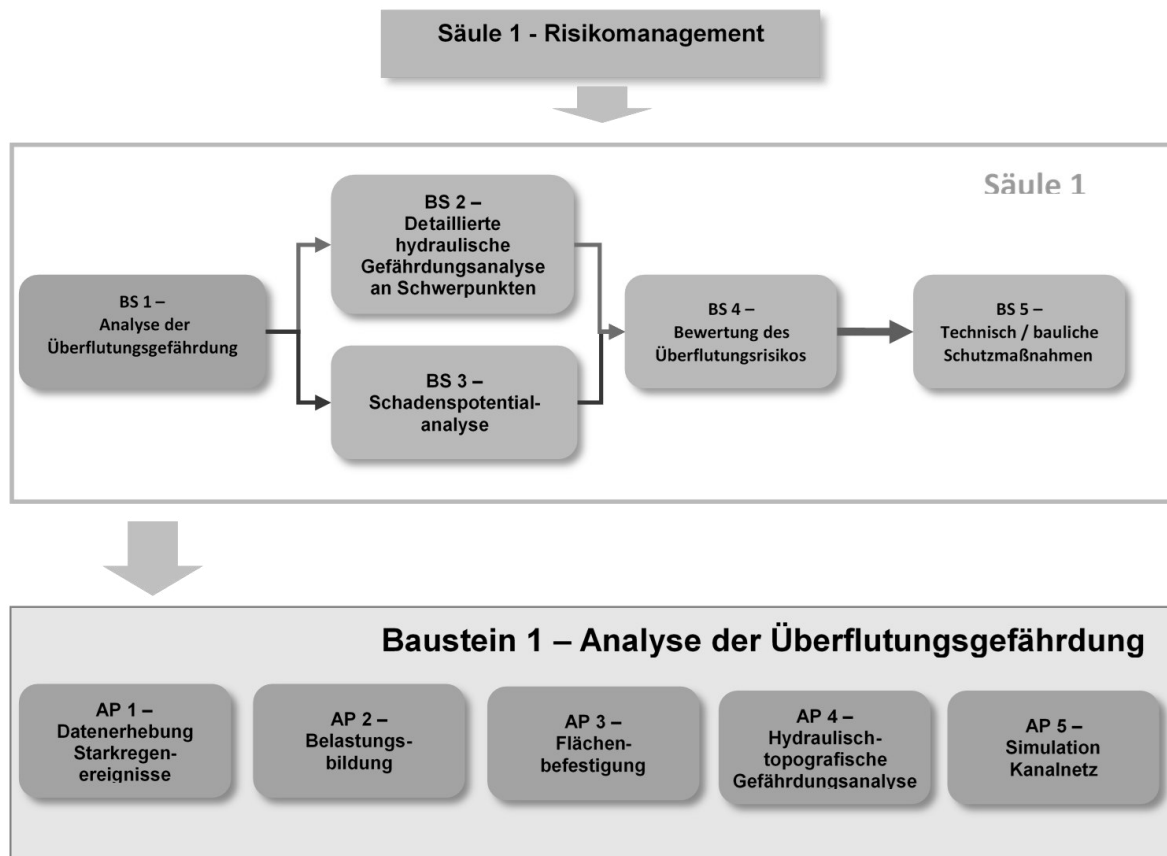 Säule 1 - Risikomanagement
Säule 1
BS 1 –
Analyse der
Überflutungsgefährdung
BS 2 –
Detaillierte
hydraulische
Gefährdungsanalyse
an Schwerpunkten
BS 3 –
Schadenspotential-
analyse
BS 4 –
Bewertung des
Überflutungsrisikos
BS 5 –
Technisch / bauliche
Schutzmaßnahmen
Baustein 1 – Analyse der Überflutungsgefährdung
AP 1 –
Datenerhebung
Starkregen-
ereignisse
AP 2 –
Belastungs-
bildung
AP 3 –
Flächen-
befestigung
AP 4 –
Hydraulisch-
topografische
Gefährdungsanalyse
AP 5 –
Simulation
Kanalnetz